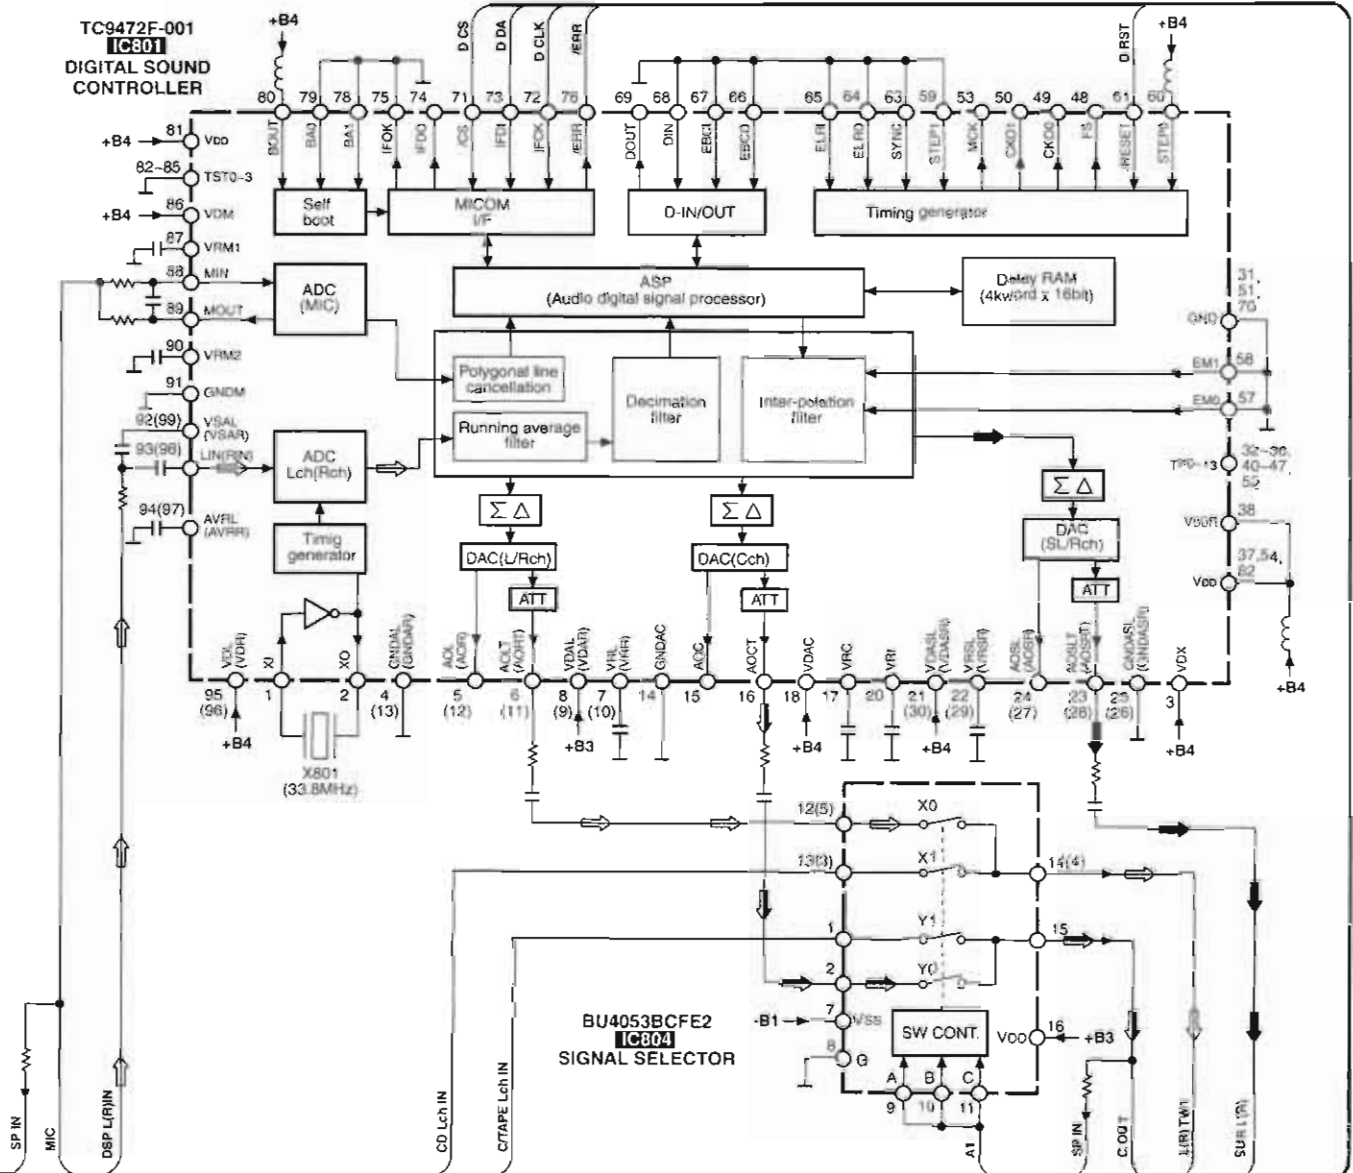 TC9472F-001
IC801
DIGITAL SOUND
CONTROLLER
+B4
D CS
D DA
D CLK
/ERR
D RST
+B4
80 79 78 75 74 71 73 72 76 69 68 67 66 65 64 63 59 53 50 49 48 61 60
BOUT BA0 BA1 IFOK IFDO /CS IFDI IFCK /ERR DOUT DIN EBCI EBCO ELRI ELRO SYNC STEP1 MCK CKO1 CKO0 FS /RESET STEP0
+B4 81 VDD
82~85 TST0~3
+B4 86 VDM
87 VRM1
88 MIN
89 MOUT
90 VRM2
91 GNDM
92(99) VSAL
(VSAR)
93(98) LIN(RIN)
94(97) AVRL
(AVRR)
Self
boot
MICOM
I/F
D-IN/OUT
Timing generator
ADC
(MIC)
ASP
(Audio digital signal processor)
Delay RAM
(4kword x 16bit)
31,
51,
70
GND
EM1 58
EM0 57
Polygonal line
cancellation
Running average
filter
Decimation
filter
Inter-polation
filter
ADC
Lch(Rch)
Timig
generator
Σ Δ
Σ Δ
Σ Δ
DAC(L/Rch)
DAC(Cch)
DAC
(SL/Rch)
ATT
ATT
ATT
40~47,
52
VDDR 38
37,54,
82
VDD
+B4
VDL
(VDR)
XI
XO
GNDAL
(GNDAR)
AOL
(AOR)
AOLT
(AORT)
VDAL
(VDAR)
VRL
(VRR)
GNDAC
AOC
AOCT
VDAC
VRC
VRI
VDASL
(VDASR)
VRSL
(VRSR)
AOSL
(AOSR)
AOSLT
(AOSRT)
GNDASL
(GNDASR)
VDX
95
(96)
1
2
4
(13)
5
(12)
6
(11)
8
(9)
7
(10)
14
15
16
18
17
20
21
(30)
22
(29)
24
(27)
23
(28)
25
(26)
3
+B4
+B3
+B4
+B4
+B4
X801
(33.8MHz)
12(5)
X0
13(3)
X1
14(4)
1
Y1
15
2
Y0
BU4053BCFE2
IC804
SIGNAL SELECTOR
-B1
7
VSS
8
G
SW CONT.
VDD
16
+B3
A
B
C
9
10
11
SP IN
MIC
DSP L(R)IN
CD Lch IN
C/TAPE Lch IN
A1
SP IN
C.OUT
SUR L(R)